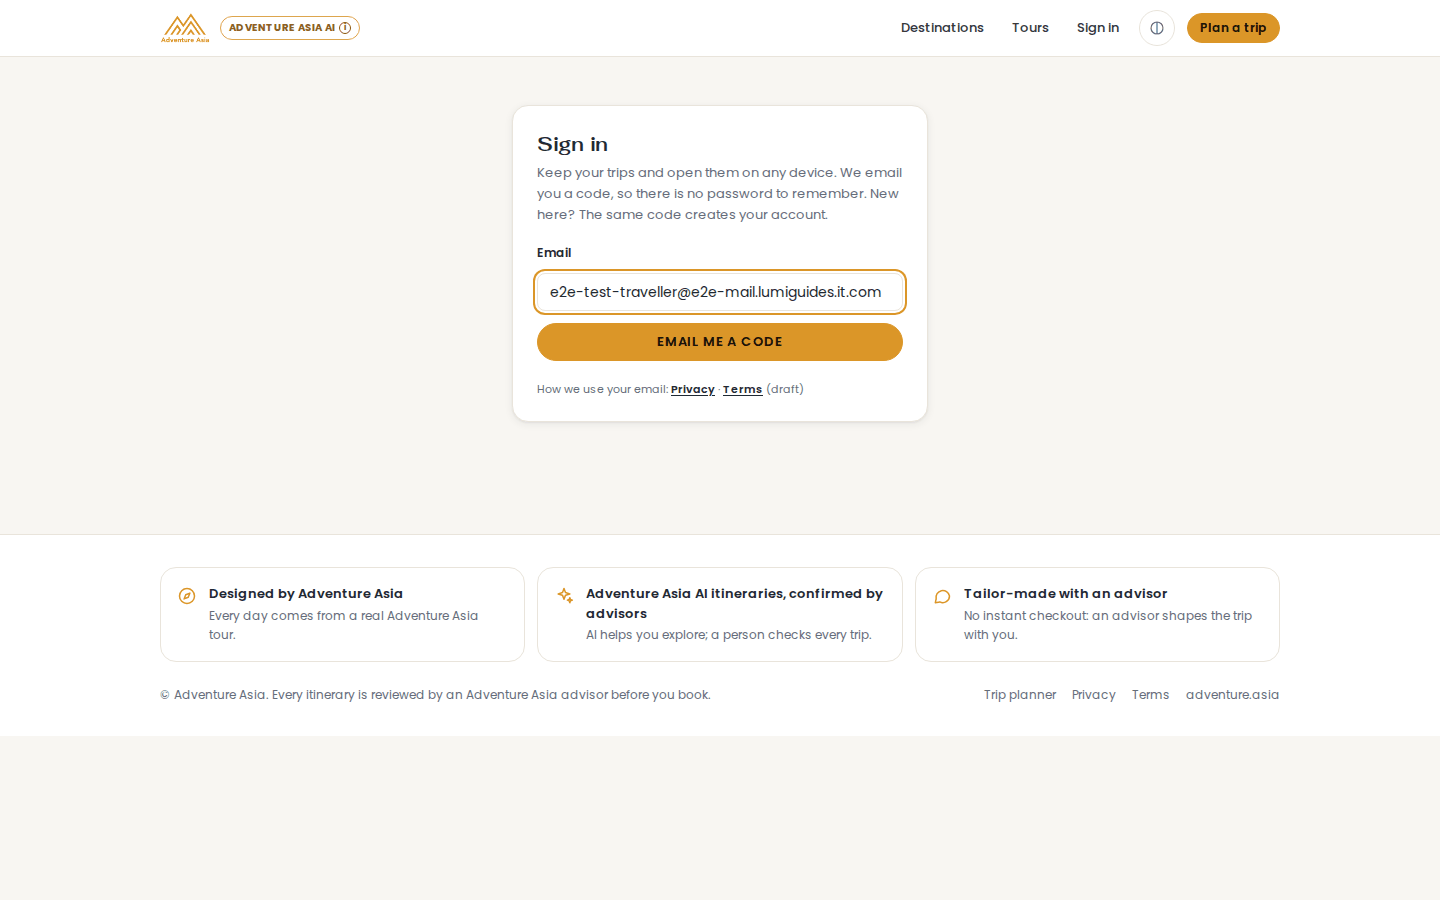 Adventure Asia
ADVENTURE ASIA AI
Destinations
Tours
Sign in
Plan a trip
Sign in
Keep your trips and open them on any device. We email
you a code, so there is no password to remember. New
here? The same code creates your account.
Email
e2e-test-traveller@e2e-mail.lumiguides.it.com
EMAIL ME A CODE
How we use your email: Privacy · Terms (draft)
Designed by Adventure Asia
Every day comes from a real Adventure Asia
tour.
Adventure Asia AI itineraries, confirmed by
advisors
AI helps you explore; a person checks every trip.
Tailor-made with an advisor
No instant checkout: an advisor shapes the trip
with you.
© Adventure Asia. Every itinerary is reviewed by an Adventure Asia advisor before you book.
Trip planner
Privacy
Terms
adventure.asia